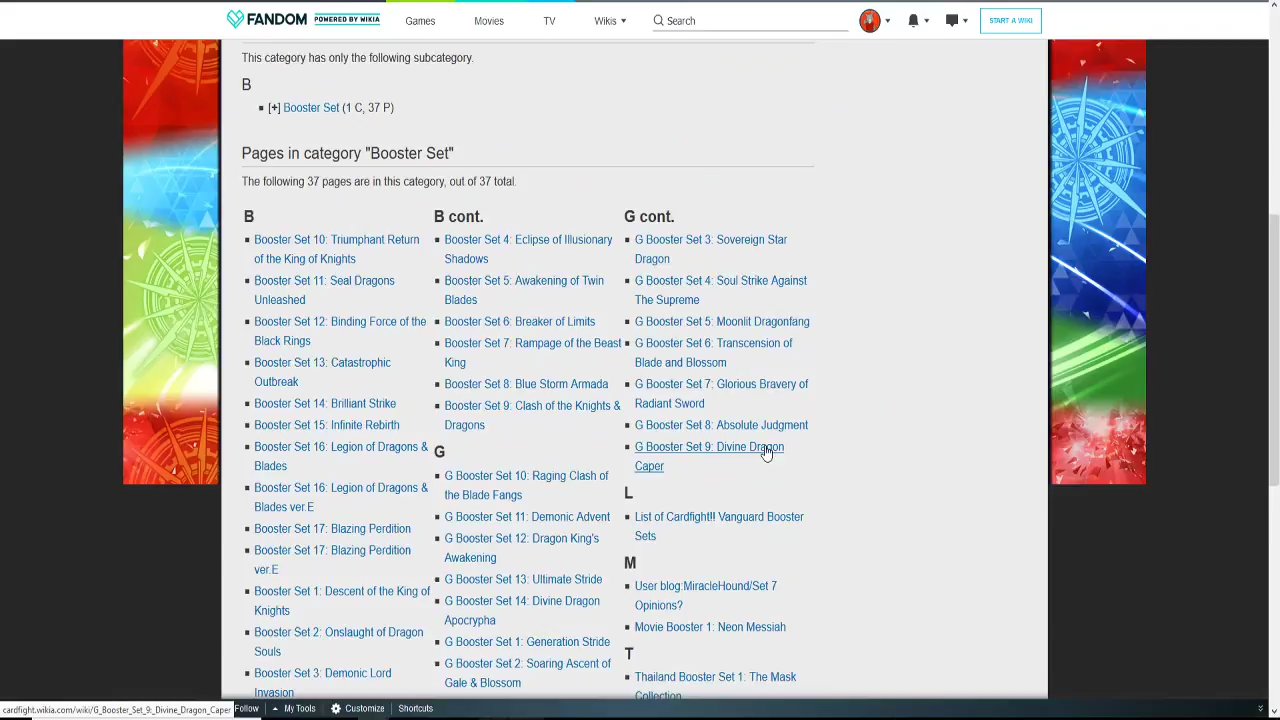 FANDOM POWERED BY WIKIA Games Movies TV Wikis Search START A WIKI
This category has only the following subcategory.
B
[+] Booster Set (1 C, 37 P)
Pages in category "Booster Set"
The following 37 pages are in this category, out of 37 total.
B
Booster Set 10: Triumphant Return
of the King of Knights
Booster Set 11: Seal Dragons
Unleashed
Booster Set 12: Binding Force of the
Black Rings
Booster Set 13: Catastrophic
Outbreak
Booster Set 14: Brilliant Strike
Booster Set 15: Infinite Rebirth
Booster Set 16: Legion of Dragons &
Blades
Booster Set 16: Legion of Dragons &
Blades ver.E
Booster Set 17: Blazing Perdition
Booster Set 17: Blazing Perdition
ver.E
Booster Set 1: Descent of the King of
Knights
Booster Set 2: Onslaught of Dragon
Souls
Booster Set 3: Demonic Lord
Invasion
B cont.
Booster Set 4: Eclipse of Illusionary
Shadows
Booster Set 5: Awakening of Twin
Blades
Booster Set 6: Breaker of Limits
Booster Set 7: Rampage of the Beast
King
Booster Set 8: Blue Storm Armada
Booster Set 9: Clash of the Knights &
Dragons
G
G Booster Set 10: Raging Clash of
the Blade Fangs
G Booster Set 11: Demonic Advent
G Booster Set 12: Dragon King's
Awakening
G Booster Set 13: Ultimate Stride
G Booster Set 14: Divine Dragon
Apocrypha
G Booster Set 1: Generation Stride
G Booster Set 2: Soaring Ascent of
Gale & Blossom
G cont.
G Booster Set 3: Sovereign Star
Dragon
G Booster Set 4: Soul Strike Against
The Supreme
G Booster Set 5: Moonlit Dragonfang
G Booster Set 6: Transcension of
Blade and Blossom
G Booster Set 7: Glorious Bravery of
Radiant Sword
G Booster Set 8: Absolute Judgment
G Booster Set 9: Divine Dragon
Caper
L
List of Cardfight!! Vanguard Booster
Sets
M
User blog:MiracleHound/Set 7
Opinions?
Movie Booster 1: Neon Messiah
T
Thailand Booster Set 1: The Mask
Collection
cardfight.wikia.com/wiki/G_Booster_Set_9:_Divine_Dragon_Caper Follow My Tools Customize Shortcuts